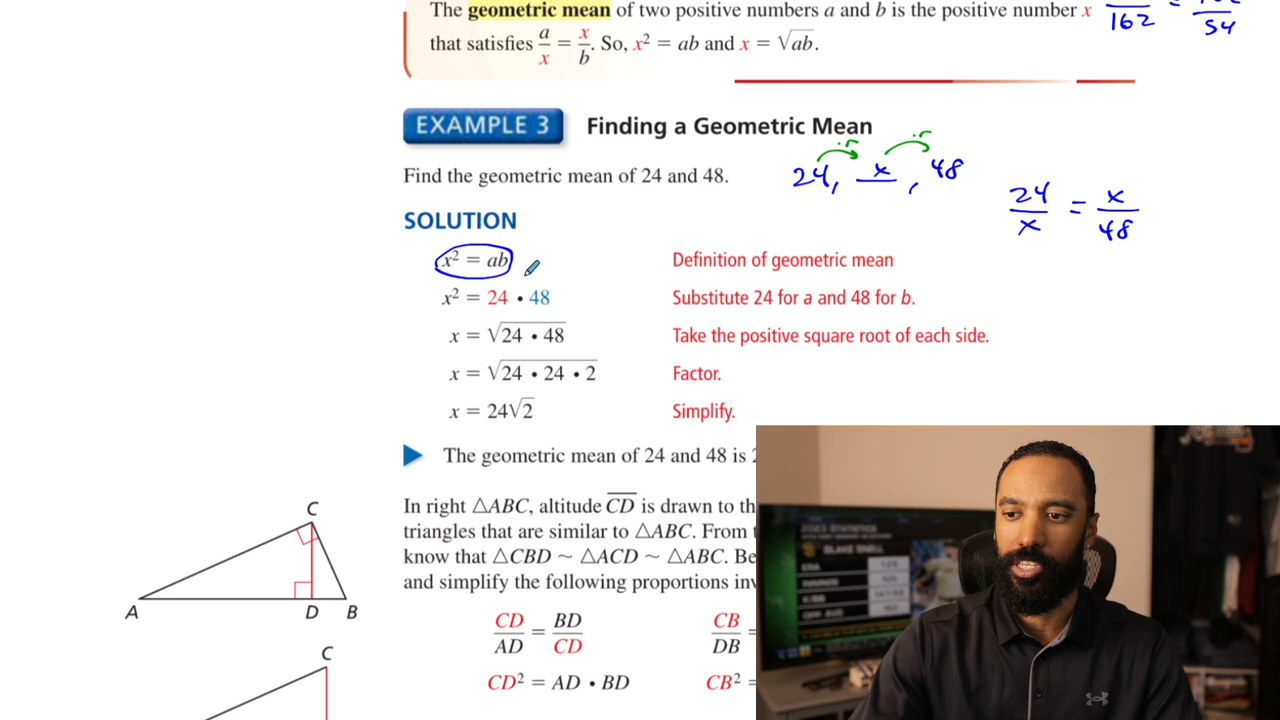 The geometric mean of two positive numbers a and b is the positive number x
that satisfies a/x = x/b. So, x² = ab and x = √ab.
162 = 54
EXAMPLE 3 Finding a Geometric Mean
Find the geometric mean of 24 and 48.
·r ·r
24, x, 48
24/x = x/48
SOLUTION
x² = ab Definition of geometric mean
x² = 24 • 48 Substitute 24 for a and 48 for b.
x = √24 • 48 Take the positive square root of each side.
x = √24 • 24 • 2 Factor.
x = 24√2 Simplify.
The geometric mean of 24 and 48 is
In right △ABC, altitude CD is drawn to th
triangles that are similar to △ABC. From
know that △CBD ~ △ACD ~ △ABC. Be
and simplify the following proportions inv
CD/AD = BD/CD CB/DB =
CD² = AD • BD CB² =
C
A D B
C
2023 STATISTICS
BLAKE SNELL